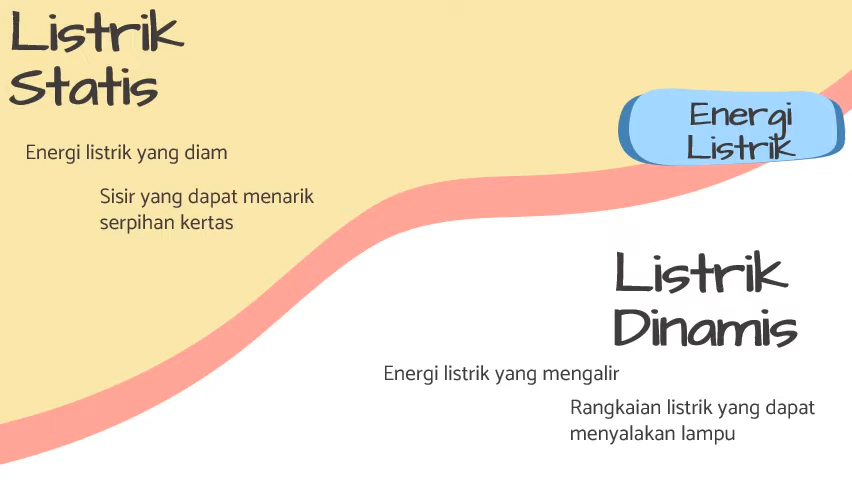 Listrik
Statis
Energi listrik yang diam
Sisir yang dapat menarik
serpihan kertas
Energi
Listrik
Listrik
Dinamis
Energi listrik yang mengalir
Rangkaian listrik yang dapat
menyalakan lampu